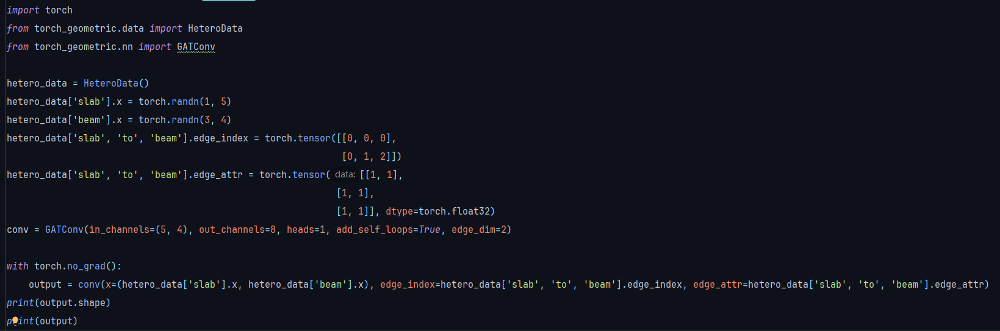 import torch
from torch_geometric.data import HeteroData
from torch_geometric.nn import GATConv
hetero_data = HeteroData()
hetero_data['slab'].x = torch.randn(1, 5)
hetero_data['beam'].x = torch.randn(3, 4)
hetero_data['slab', 'to', 'beam'].edge_index = torch.tensor([[0, 0, 0],
[0, 1, 2]])
hetero_data['slab', 'to', 'beam'].edge_attr = torch.tensor( data: [[1, 1],
[1, 1],
[1, 1]], dtype=torch.float32)
conv = GATConv(in_channels=(5, 4), out_channels=8, heads=1, add_self_loops=True, edge_dim=2)
with torch.no_grad():
output = conv(x=(hetero_data['slab'].x, hetero_data['beam'].x), edge_index=hetero_data['slab', 'to', 'beam'].edge_index, edge_attr=hetero_data['slab', 'to', 'beam'].edge_attr)
print(output.shape)
print(output)